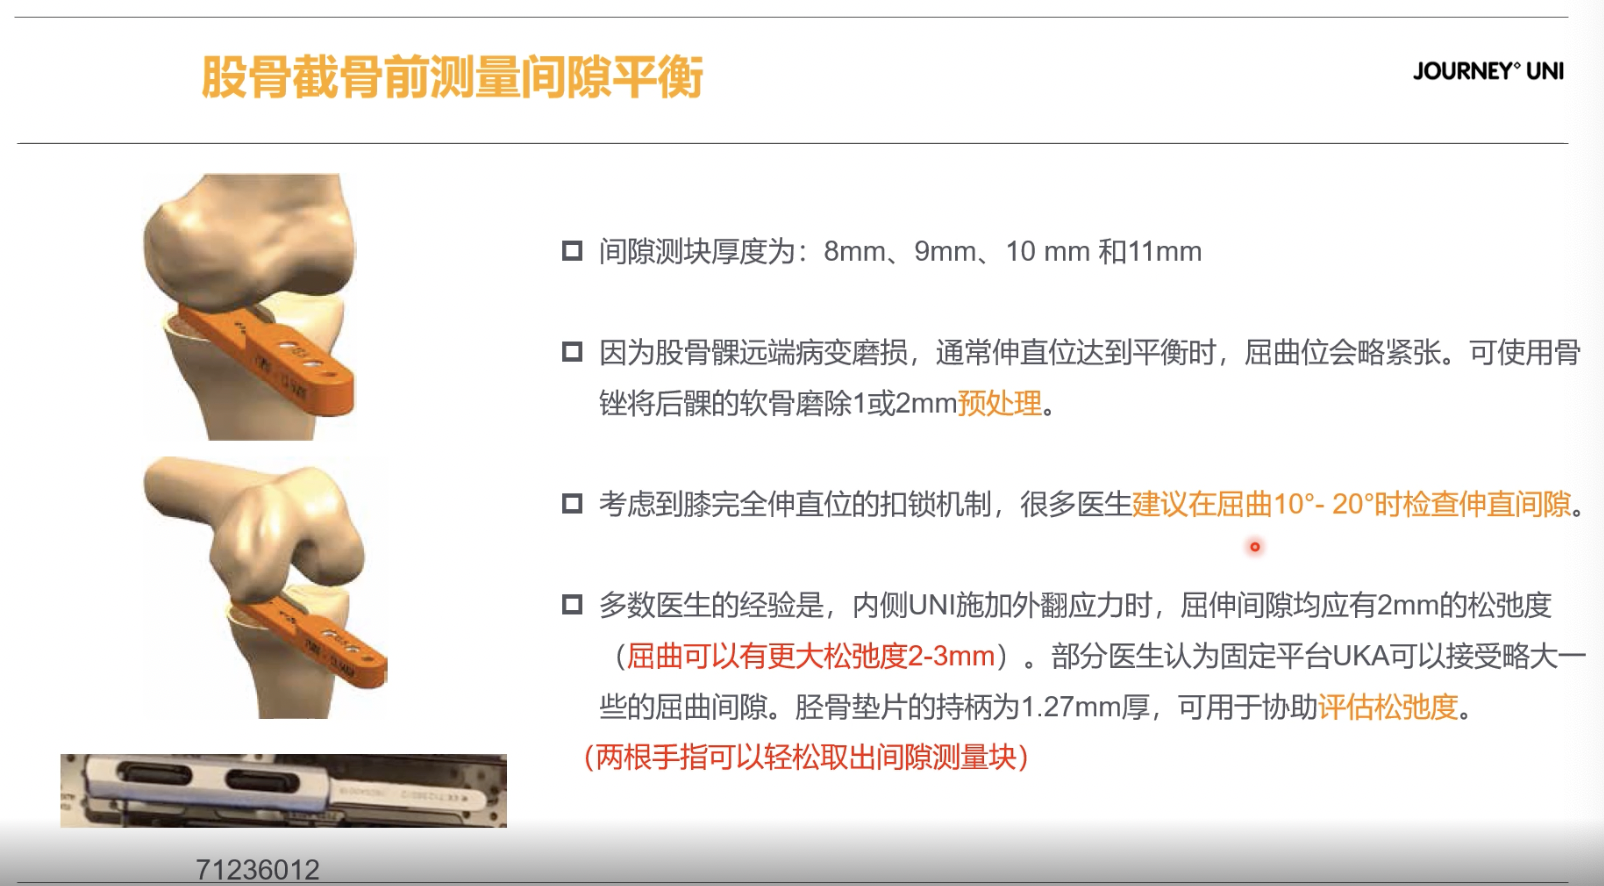 股骨截骨前测量间隙平衡
JOURNEY° UNI
间隙测块厚度为：8mm、9mm、10 mm 和11mm
因为股骨髁远端病变磨损，通常伸直位达到平衡时，屈曲位会略紧张。可使用骨
锉将后髁的软骨磨除1或2mm预处理。
考虑到膝完全伸直位的扣锁机制，很多医生建议在屈曲10°- 20°时检查伸直间隙。
多数医生的经验是，内侧UNI施加外翻应力时，屈伸间隙均应有2mm的松弛度
（屈曲可以有更大松弛度2-3mm）。部分医生认为固定平台UKA可以接受略大一
些的屈曲间隙。胫骨垫片的持柄为1.27mm厚，可用于协助评估松弛度。
（两根手指可以轻松取出间隙测量块）
71236012